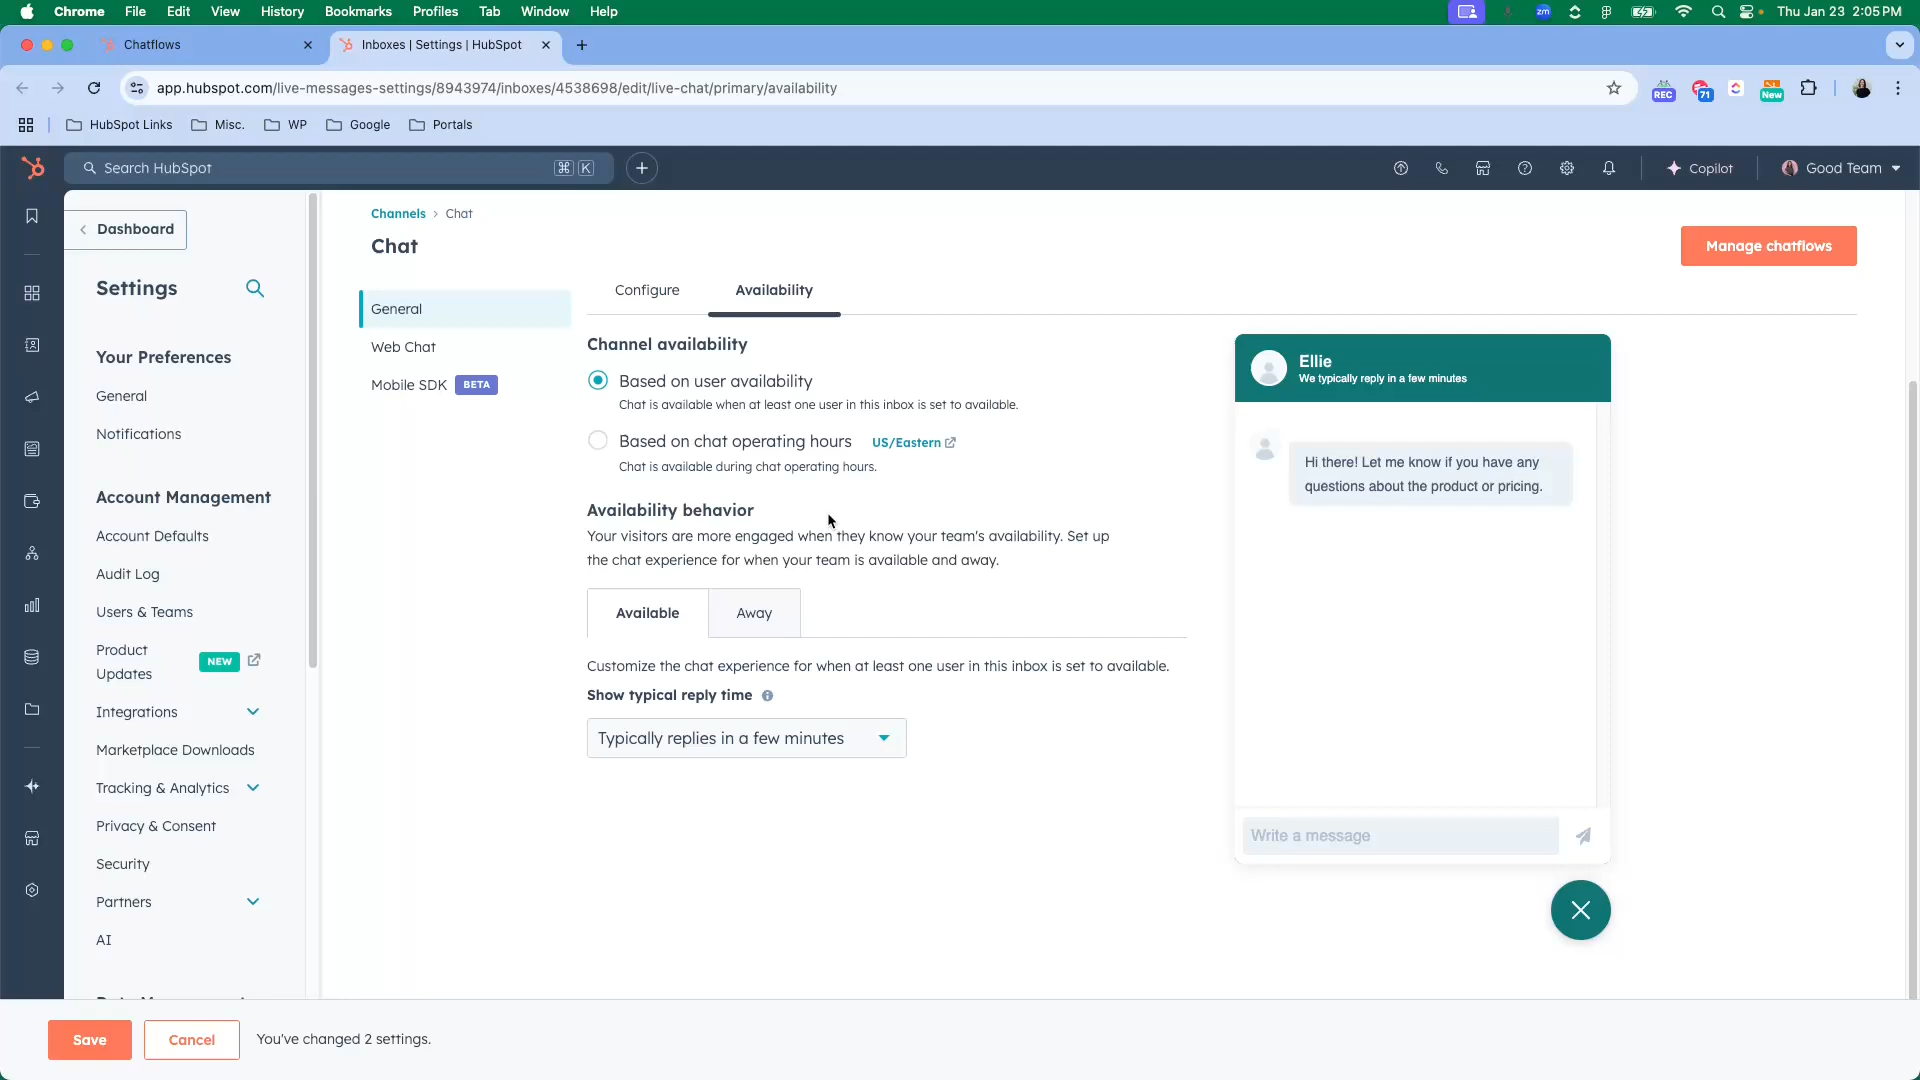 Chrome File Edit View History Bookmarks Profiles Tab Window Help
zm
Thu Jan 23 2:05 PM
Chatflows
Inboxes | Settings | HubSpot
app.hubspot.com/live-messages-settings/8943974/inboxes/4538698/edit/live-chat/primary/availability
REC
71
New
HubSpot Links Misc. WP Google Portals
Search HubSpot
⌘ K
Copilot
Good Team
Dashboard
Settings
Your Preferences
General
Notifications
Account Management
Account Defaults
Audit Log
Users & Teams
Product
Updates
NEW
Integrations
Marketplace Downloads
Tracking & Analytics
Privacy & Consent
Security
Partners
AI
Channels > Chat
Chat
Manage chatflows
General
Web Chat
Mobile SDK BETA
Configure Availability
Channel availability
Based on user availability
Chat is available when at least one user in this inbox is set to available.
Based on chat operating hours US/Eastern
Chat is available during chat operating hours.
Availability behavior
Your visitors are more engaged when they know your team's availability. Set up
the chat experience for when your team is available and away.
Available Away
Customize the chat experience for when at least one user in this inbox is set to available.
Show typical reply time
Typically replies in a few minutes
Ellie
We typically reply in a few minutes
Hi there! Let me know if you have any
questions about the product or pricing.
Write a message
Save Cancel You've changed 2 settings.